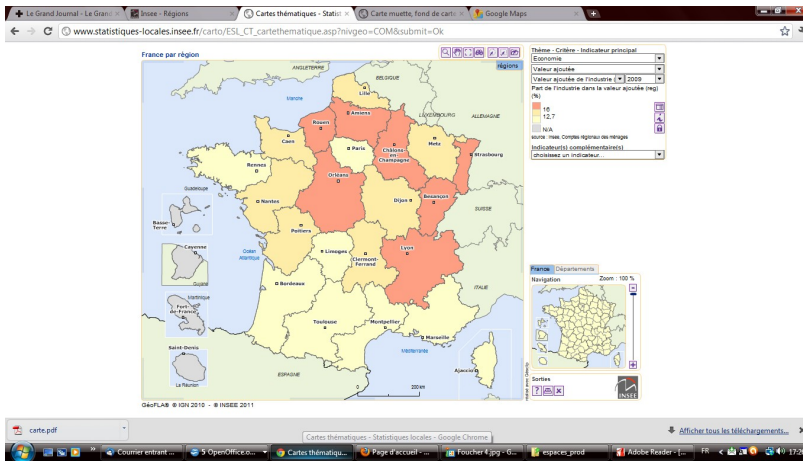 Le Grand Journal - Le Grand
Insee - Régions
Cartes thématiques - Statist
Carte muette, fond de carte
Google Maps
www.statistiques-locales.insee.fr/carto/ESL_CT_cartethematique.asp?nivgeo=COM&submit=Ok
France par région
régions
ANGLETERRE
BELGIQUE
Manche
Lille
LUXEMBOURG
ALLEMAGNE
Rouen
Amiens
Caen
Paris
Châlons-
en-
Champagne
Metz
Strasbourg
Rennes
Orléans
Guadeloupe
Nantes
Dijon
Besançon
SUISSE
Basse-
Terre
Poitiers
Cayenne
Océan
Atlantique
Limoges
Clermont-
Ferrand
Lyon
Guyane
Martinique
Bordeaux
ITALIE
Fort-
de-France
Toulouse
Montpellier
Marseille
Saint-Denis
Méditerranée
La Réunion
ESPAGNE
Ajaccio
0 200 km
GéoFLA® © IGN 2010 - © INSEE 2011
Thème - Critère - Indicateur principal
Economie
Valeur ajoutée
Valeur ajoutée de l'industrie ( 2009
Part de l'industrie dans la valeur ajoutée (reg)
(%)
16
12.7
N/A
source : Insee, Comptes régionaux des ménages
Indicateur(s) complémentaire(s)
choisissez un indicateur...
France Départements
Navigation Zoom : 100 %
Sorties
INSEE
carte.pdf
Afficher tous les téléchargements...
Cartes thématiques - Statistiques locales - Google Chrome
Courrier entrant ...
5 OpenOffice.o...
Cartes thématiqu...
Page d'accueil - ...
Foucher 4.jpg - G...
espaces_prod
Adobe Reader - [...
FR